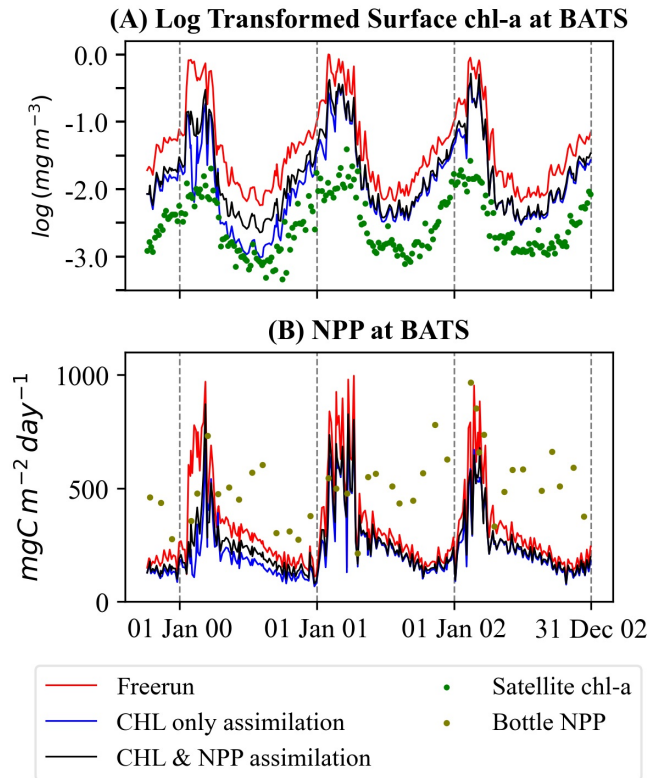 (A) Log Transformed Surface chl-a at BATS
0.0
-1.0
-2.0
-3.0
log (mg m⁻³)
(B) NPP at BATS
1000
500
0
mgC m⁻² day⁻¹
01 Jan 00 01 Jan 01 01 Jan 02 31 Dec 02
Freerun
CHL only assimilation
CHL & NPP assimilation
Satellite chl-a
Bottle NPP